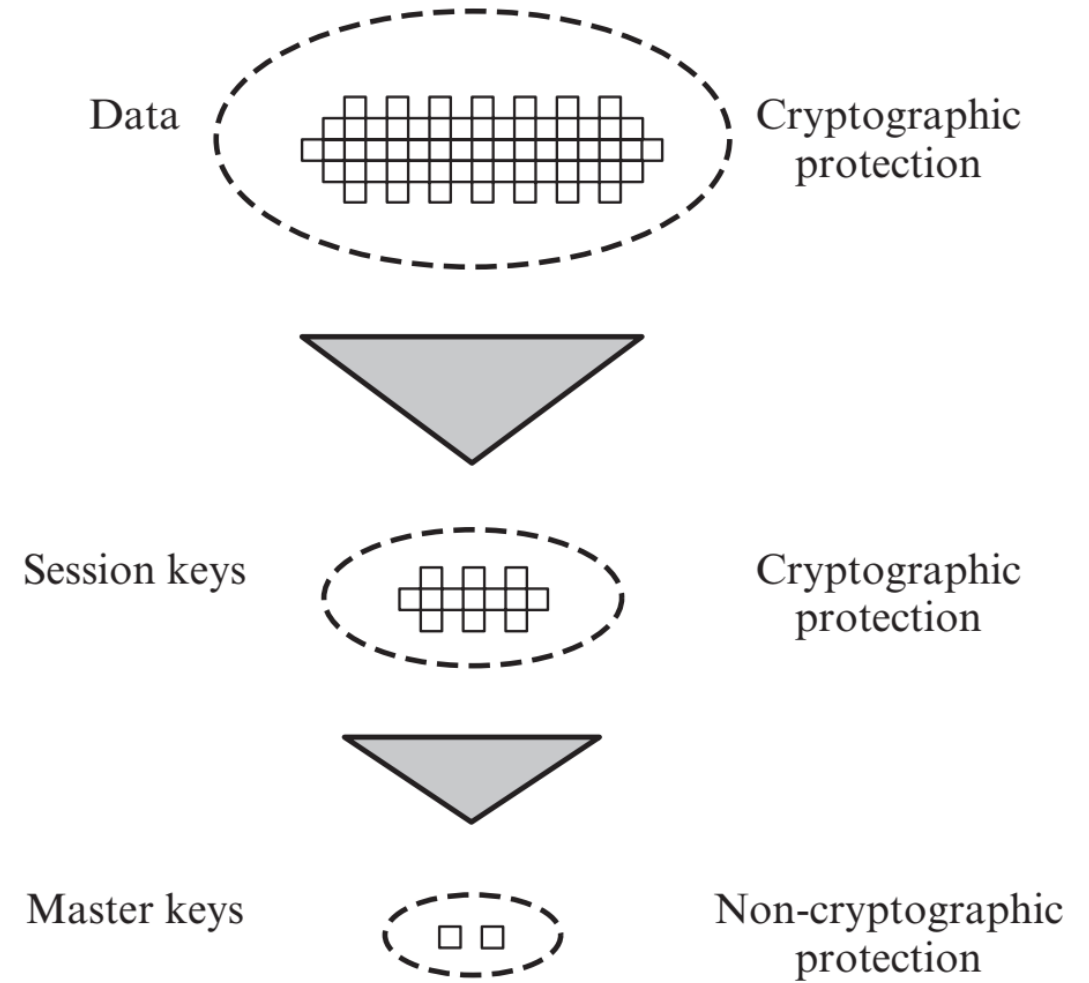 Data
Cryptographic
protection
Session keys
Cryptographic
protection
Master keys
Non-cryptographic
protection